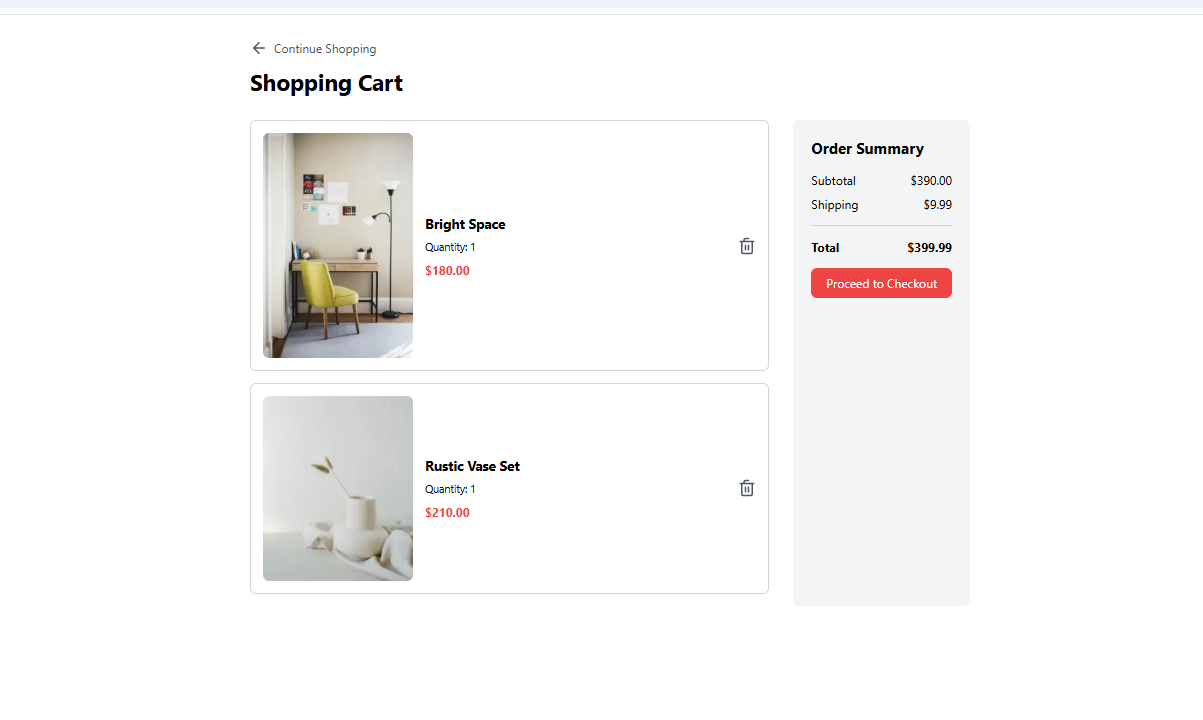 Continue Shopping
Shopping Cart
Bright Space
Quantity: 1
$180.00
Rustic Vase Set
Quantity: 1
$210.00
Order Summary
Subtotal $390.00
Shipping $9.99
Total $399.99
Proceed to Checkout